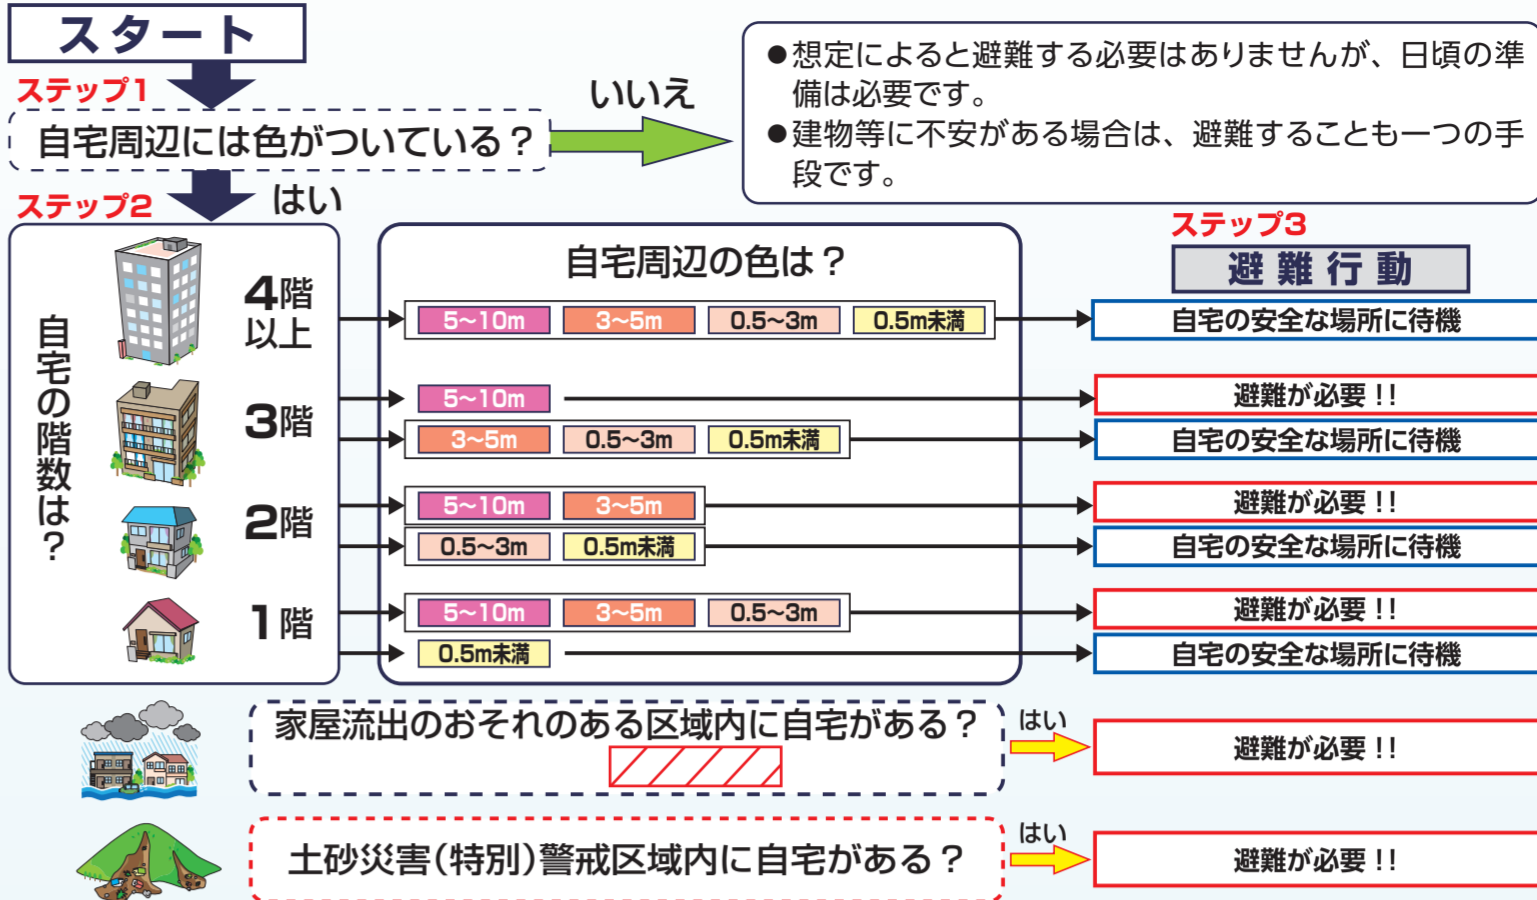 スタート
ステップ1
自宅周辺には色がついている？
いいえ
●想定によると避難する必要はありませんが、日頃の準
備は必要です。
●建物等に不安がある場合は、避難することも一つの手
段です。
ステップ2
はい
自宅の階数は？
自宅周辺の色は？
ステップ3
避難行動
4階
以上
5〜10m 3〜5m 0.5〜3m 0.5m未満
自宅の安全な場所に待機
3階
5〜10m
避難が必要!!
3〜5m 0.5〜3m 0.5m未満
自宅の安全な場所に待機
2階
5〜10m 3〜5m
避難が必要!!
0.5〜3m 0.5m未満
自宅の安全な場所に待機
1階
5〜10m 3〜5m 0.5〜3m
避難が必要!!
0.5m未満
自宅の安全な場所に待機
家屋流出のおそれのある区域内に自宅がある？
はい
避難が必要!!
土砂災害(特別)警戒区域内に自宅がある？
はい
避難が必要!!